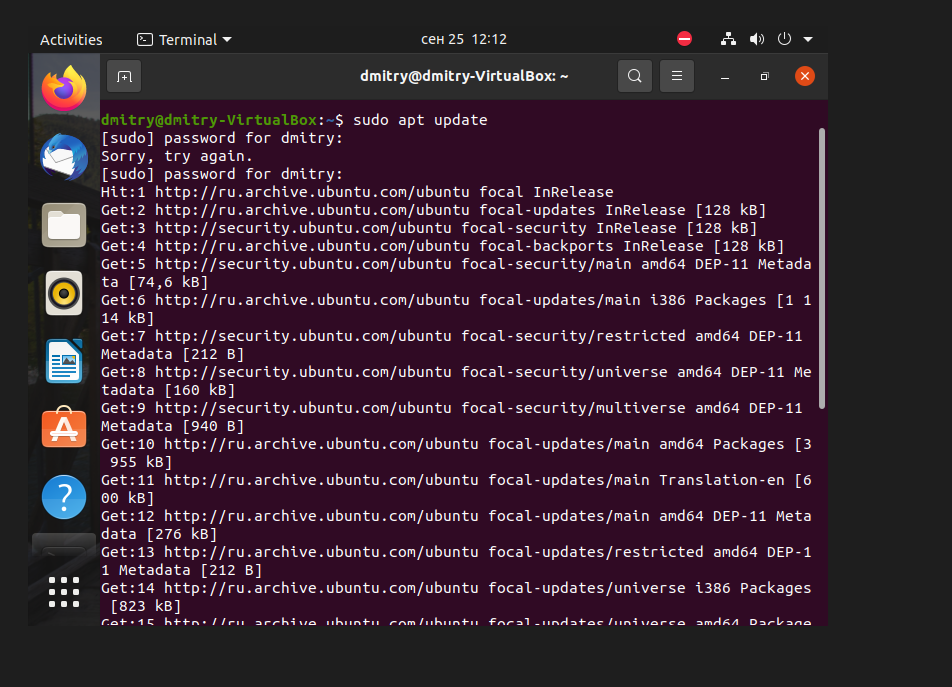 Activities Terminal сен 25 12:12
dmitry@dmitry-VirtualBox: ~
dmitry@dmitry-VirtualBox:~$ sudo apt update
[sudo] password for dmitry:
Sorry, try again.
[sudo] password for dmitry:
Hit:1 http://ru.archive.ubuntu.com/ubuntu focal InRelease
Get:2 http://ru.archive.ubuntu.com/ubuntu focal-updates InRelease [128 kB]
Get:3 http://security.ubuntu.com/ubuntu focal-security InRelease [128 kB]
Get:4 http://ru.archive.ubuntu.com/ubuntu focal-backports InRelease [128 kB]
Get:5 http://security.ubuntu.com/ubuntu focal-security/main amd64 DEP-11 Metada
ta [74,6 kB]
Get:6 http://ru.archive.ubuntu.com/ubuntu focal-updates/main i386 Packages [1 1
14 kB]
Get:7 http://security.ubuntu.com/ubuntu focal-security/restricted amd64 DEP-11
Metadata [212 B]
Get:8 http://security.ubuntu.com/ubuntu focal-security/universe amd64 DEP-11 Me
tadata [160 kB]
Get:9 http://security.ubuntu.com/ubuntu focal-security/multiverse amd64 DEP-11
Metadata [940 B]
Get:10 http://ru.archive.ubuntu.com/ubuntu focal-updates/main amd64 Packages [3
 955 kB]
Get:11 http://ru.archive.ubuntu.com/ubuntu focal-updates/main Translation-en [6
00 kB]
Get:12 http://ru.archive.ubuntu.com/ubuntu focal-updates/main amd64 DEP-11 Meta
data [276 kB]
Get:13 http://ru.archive.ubuntu.com/ubuntu focal-updates/restricted amd64 DEP-1
1 Metadata [212 B]
Get:14 http://ru.archive.ubuntu.com/ubuntu focal-updates/universe i386 Packages
 [823 kB]
Get:15 http://ru.archive.ubuntu.com/ubuntu focal-updates/universe amd64 Package